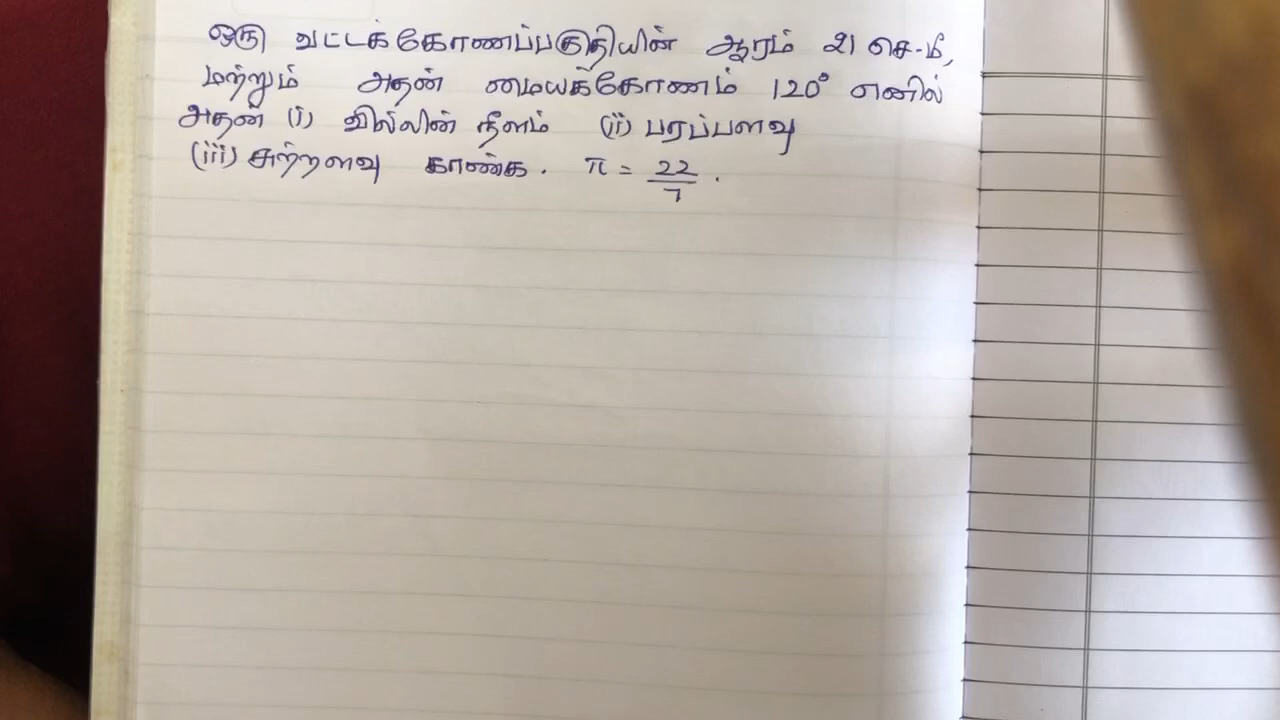 ஒரு வட்டக்கோணப்பகுதியின் ஆரம் 21 செ.மீ,
மற்றும் அதன் மையக்கோணம் 120° எனில்
அதன் (i) வில்லின் நீளம் (ii) பரப்பளவு
(iii) சுற்றளவு காண்க. π = 22/7.